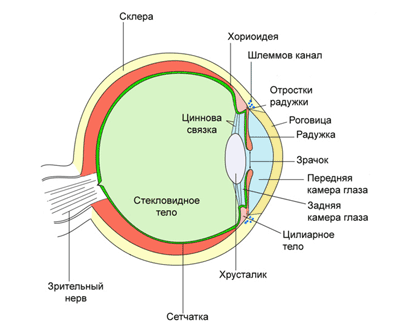 Склера
Хориоидея
Шлеммов канал
Отростки
радужки
Роговица
Циннова
связка
Радужка
Зрачок
Передняя
камера глаза
Стекловидное
тело
Задняя
камера глаза
Цилиарное
тело
Хрусталик
Зрительный
нерв
Сетчатка